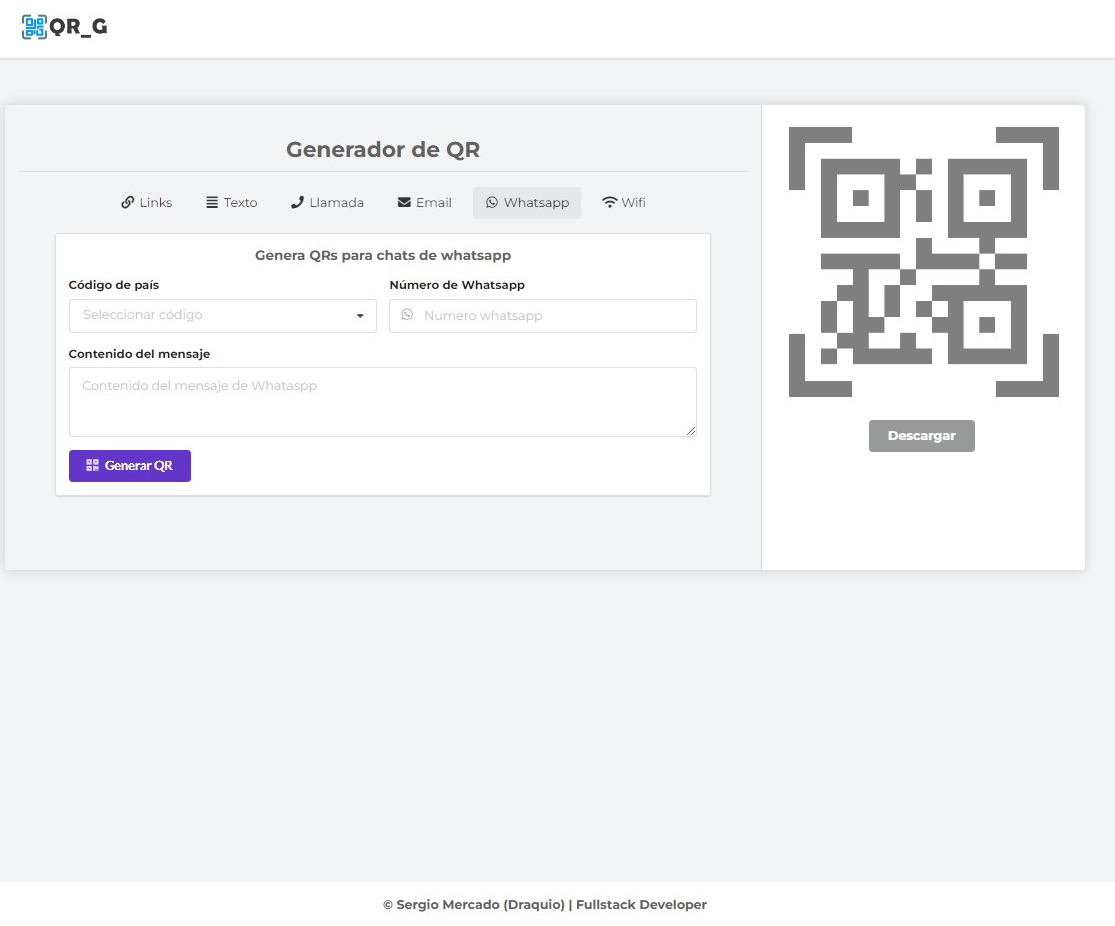 QR_G
Generador de QR
Links Texto Llamada Email Whatsapp Wifi
Genera QRs para chats de whatsapp
Código de país Número de Whatsapp
Seleccionar código Numero whatsapp
Contenido del mensaje
Contenido del mensaje de Whataspp
Generar QR
Descargar
© Sergio Mercado (Draquio) | Fullstack Developer